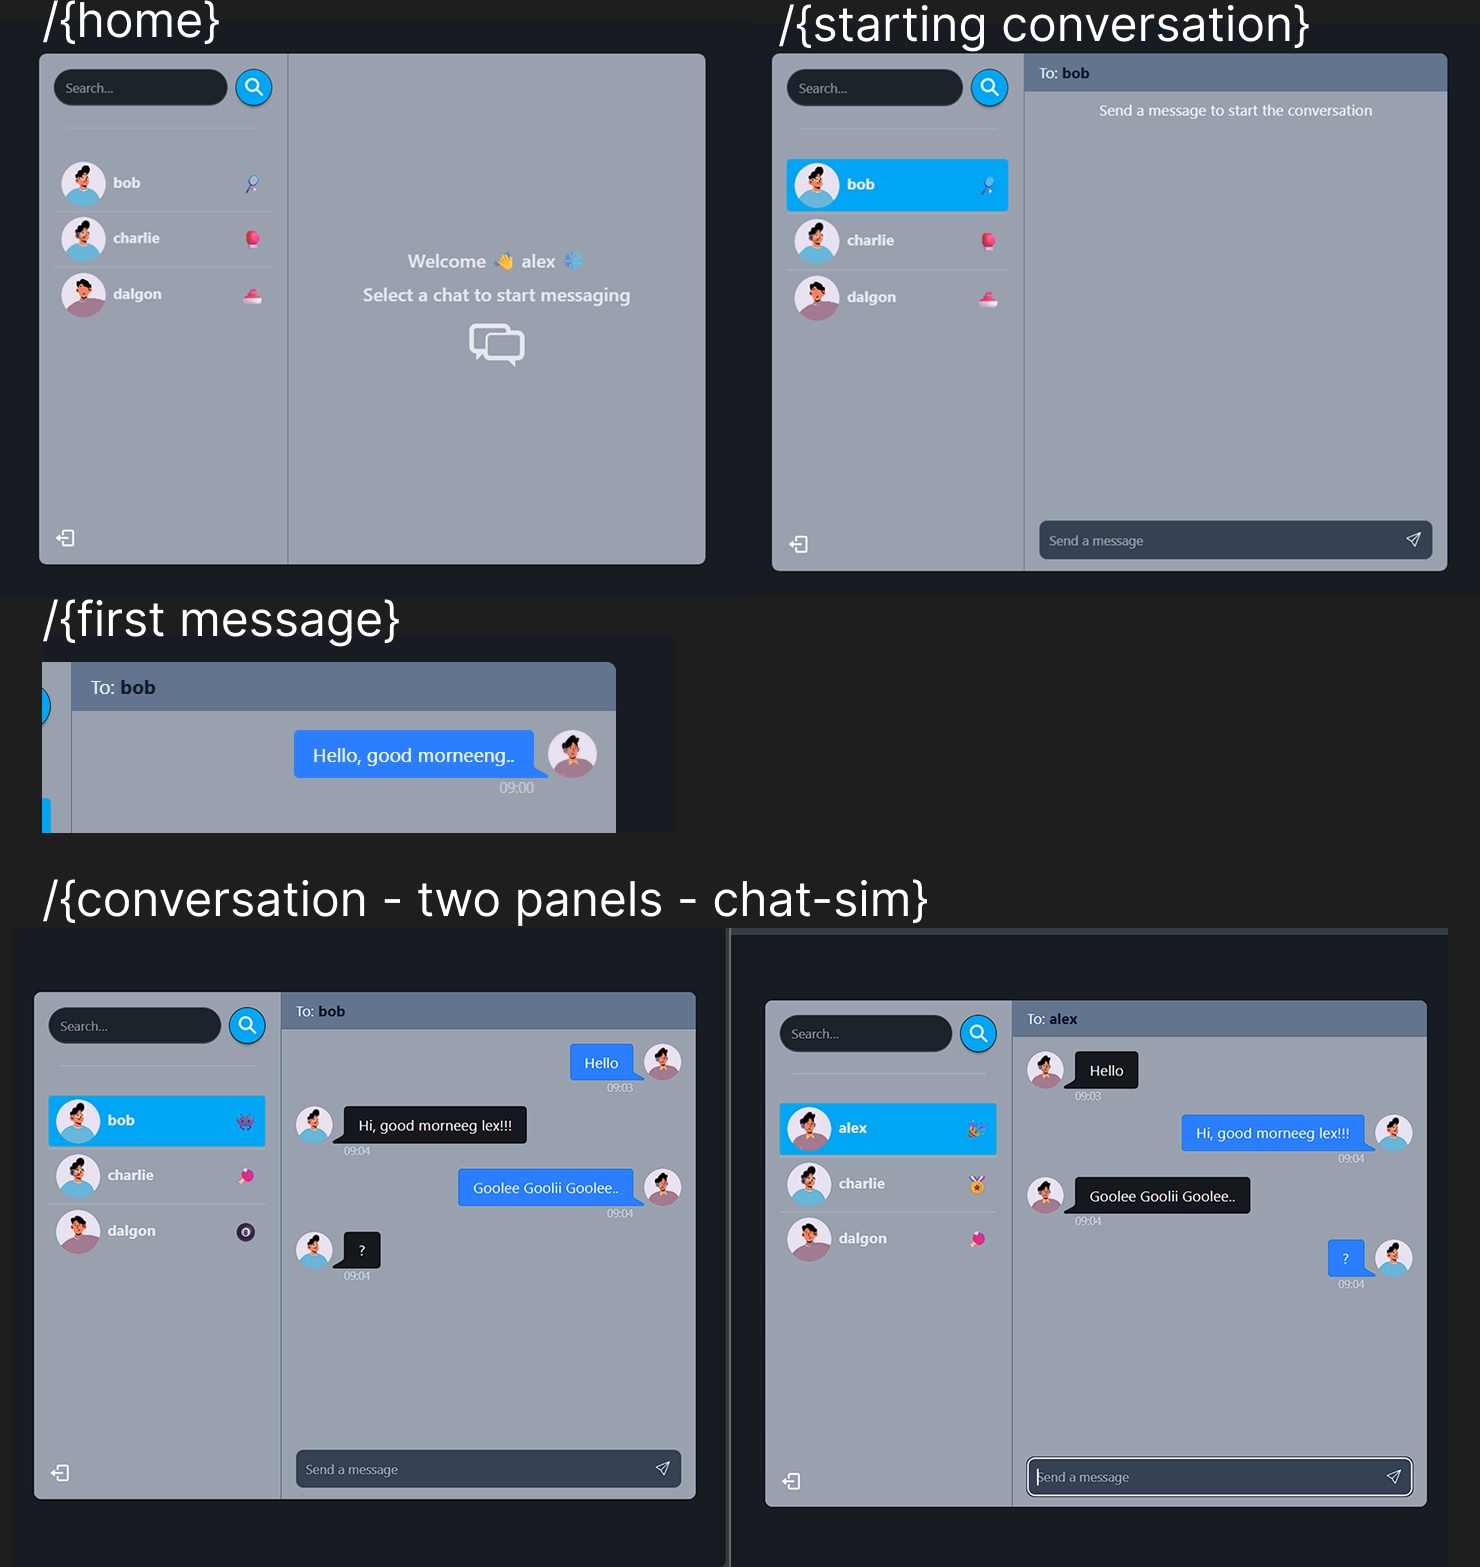 /{home}
Search...
bob
charlie
dalgon
Welcome 👋 alex ❄️
Select a chat to start messaging
/{starting conversation}
Search...
To: bob
Send a message to start the conversation
bob
charlie
dalgon
Send a message
/{first message}
To: bob
Hello, good morneeng..
09:00
/{conversation - two panels - chat-sim}
Search...
bob
charlie
dalgon
To: bob
Hello
09:03
Hi, good morneeg lex!!!
09:04
Goolee Goolii Goolee..
09:04
?
09:04
Send a message
Search...
alex
charlie
dalgon
To: alex
Hello
09:03
Hi, good morneeg lex!!!
09:04
Goolee Goolii Goolee..
09:04
?
09:04
Send a message